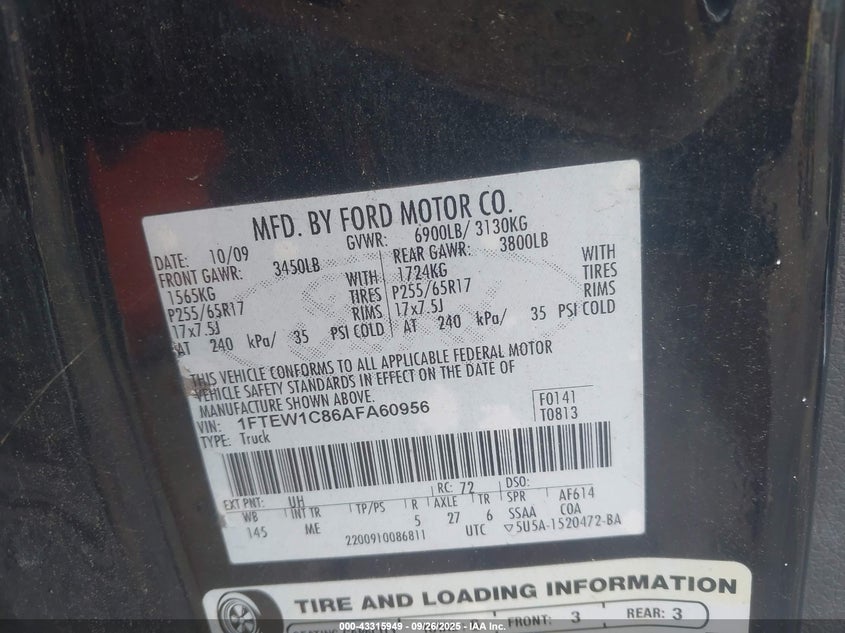 MFD. BY FORD MOTOR CO.
DATE: 10/09 GVWR: 6900LB/ 3130KG
FRONT GAWR: 3450LB REAR GAWR: 3800LB
1565KG WITH 1724KG WITH
P255/65R17 TIRES P255/65R17 TIRES
17x7.5J RIMS 17x7.5J RIMS
AT 240 kPa/ 35 PSI COLD AT 240 kPa/ 35 PSI COLD
THIS VEHICLE CONFORMS TO ALL APPLICABLE FEDERAL MOTOR
VEHICLE SAFETY STANDARDS IN EFFECT ON THE DATE OF
MANUFACTURE SHOWN ABOVE.
VIN: 1FTEW1C86AFA60956 F0141
TYPE: Truck T0813
EXT PNT: UH RC: 72 DSO:
WB INT TR TP/PS R AXLE TR SPR AF614
145 ME 5 27 6 SSAA COA
2200910086811 UTC ▽5U5A-1520472-BA
TIRE AND LOADING INFORMATION
FRONT: 3 REAR: 3
000-43315949 - 09/26/2025 - IAA Inc.